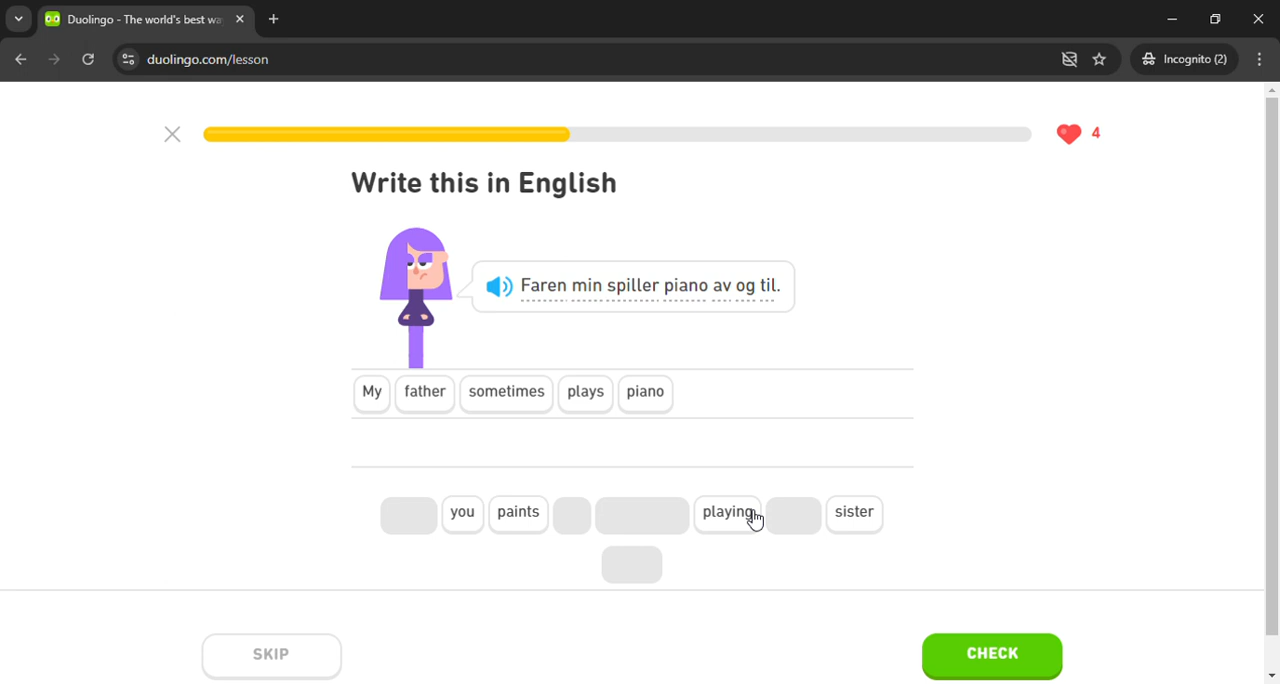 Duolingo - The world's best wa
duolingo.com/lesson
Incognito (2)
4
Write this in English
Faren min spiller piano av og til.
My father sometimes plays piano
you paints playing sister
SKIP
CHECK